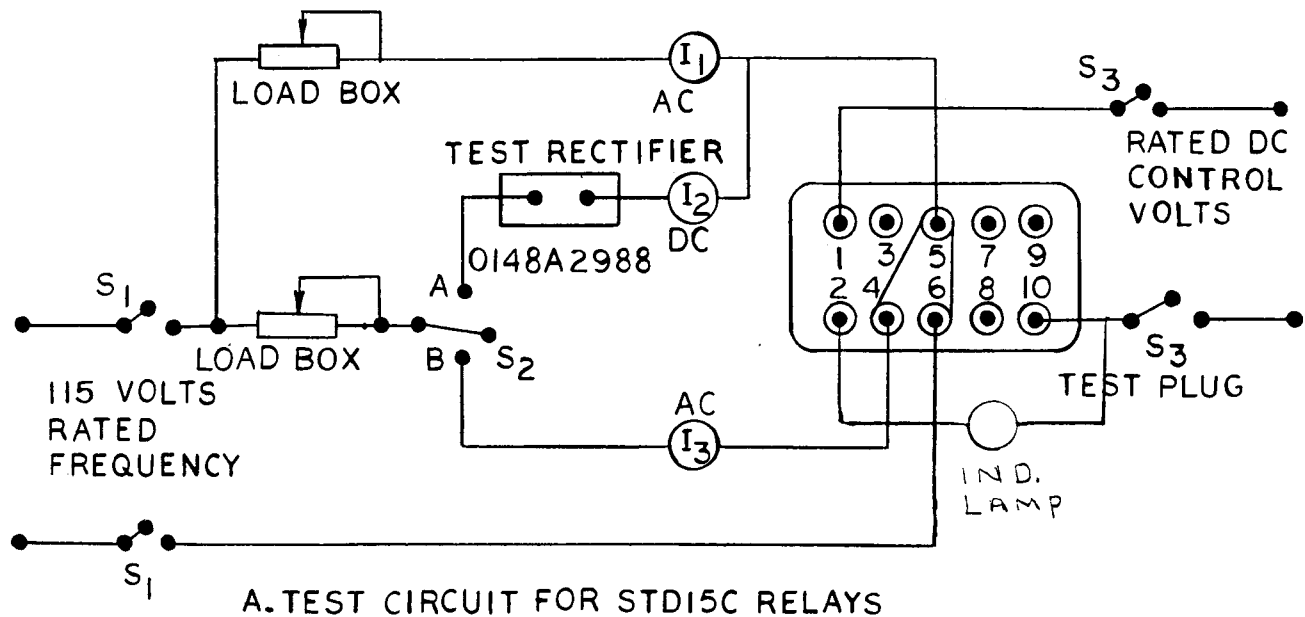 LOAD BOX
I1
AC
S3
RATED DC
CONTROL
VOLTS
TEST RECTIFIER
I2
DC
0148A2988
1 3 5 7 9
2 4 6 8 10
S1
A
LOAD BOX
B
S2
115 VOLTS
RATED
FREQUENCY
AC
I3
S3
TEST PLUG
IND.
LAMP
S1
A. TEST CIRCUIT FOR STD15C RELAYS